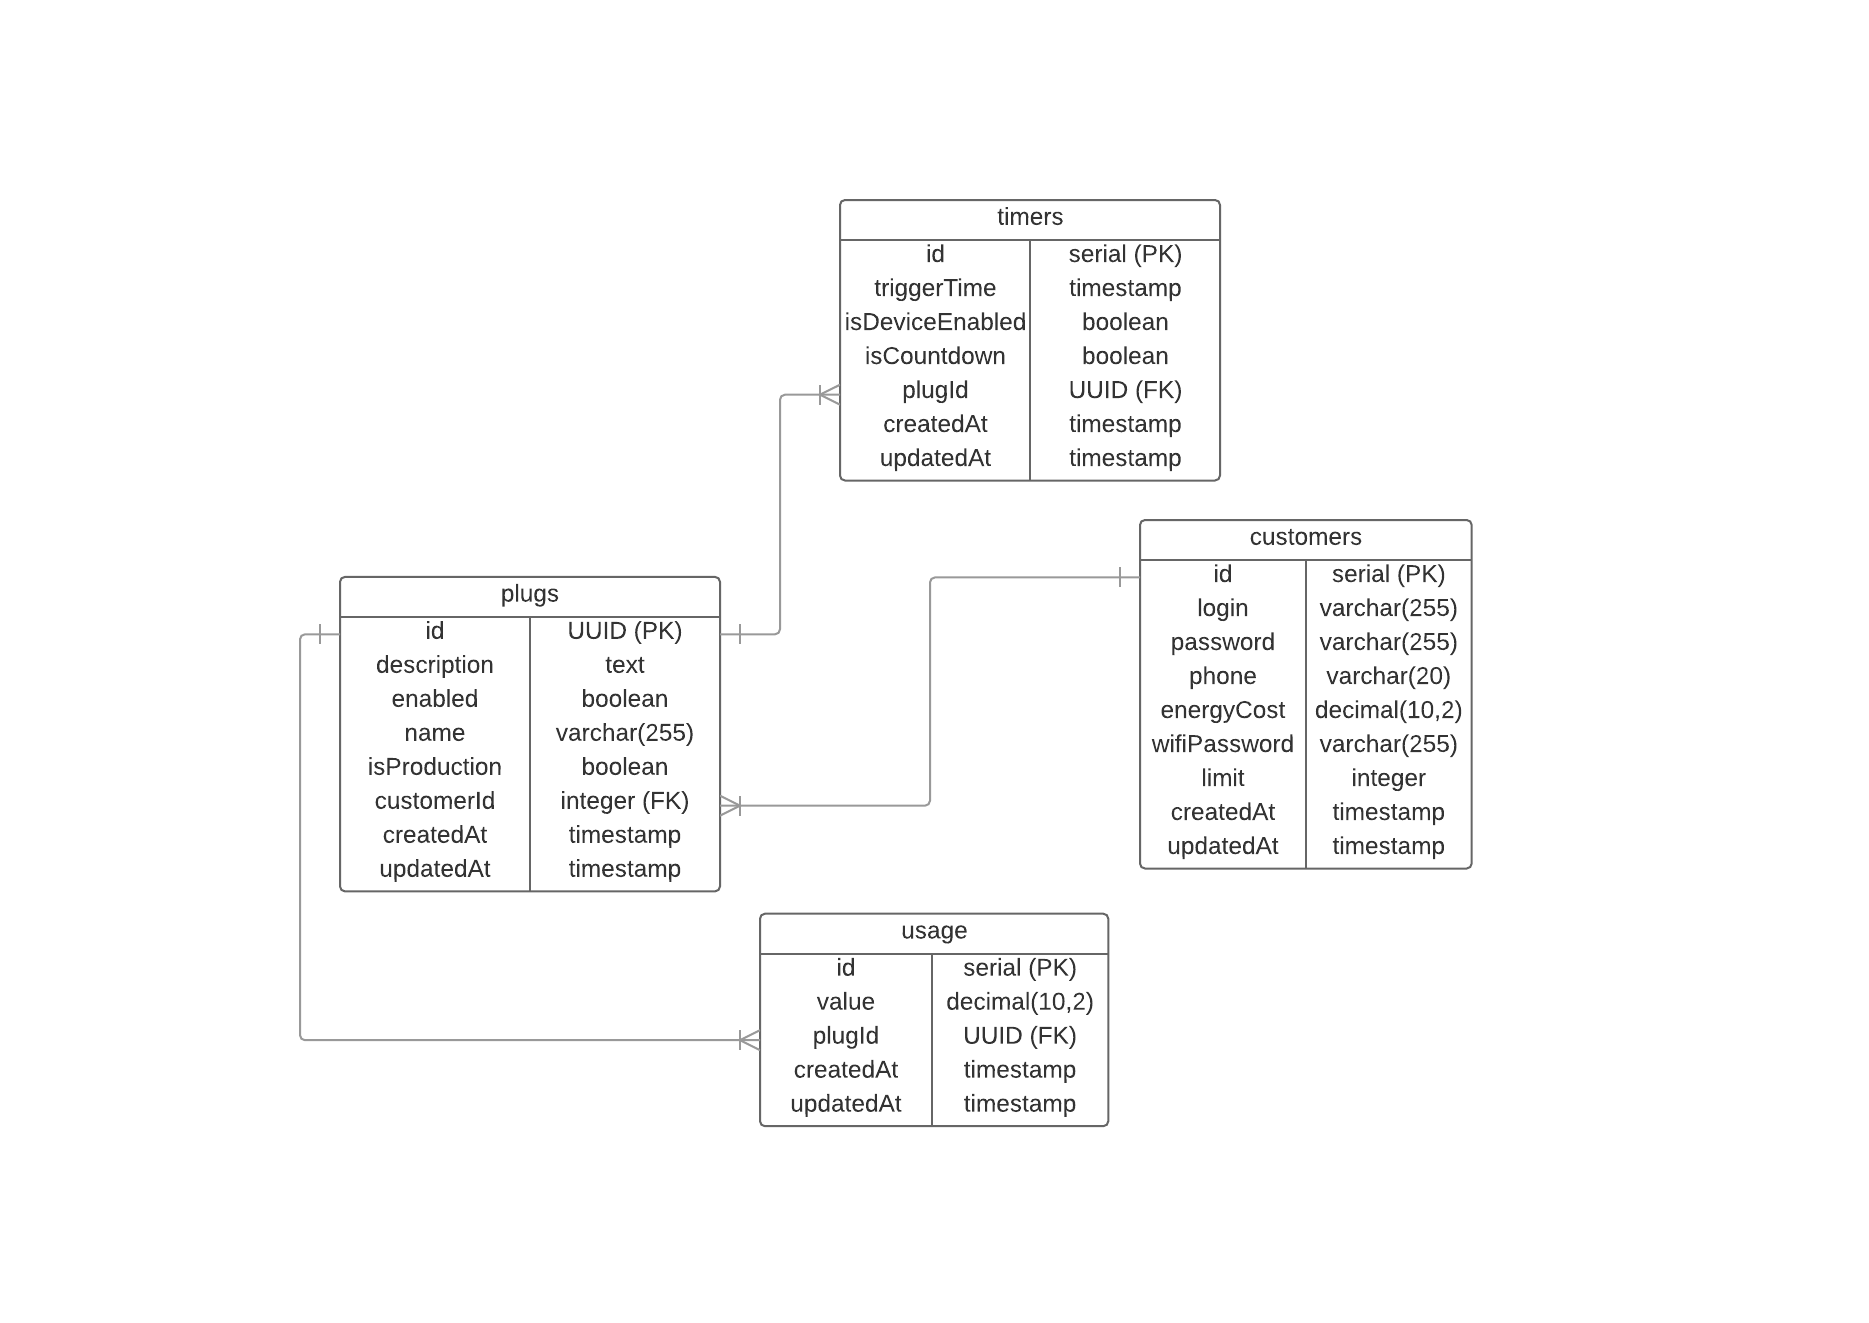 timers
id serial (PK)
triggerTime timestamp
isDeviceEnabled boolean
isCountdown boolean
plugId UUID (FK)
createdAt timestamp
updatedAt timestamp
customers
id serial (PK)
login varchar(255)
password varchar(255)
phone varchar(20)
energyCost decimal(10,2)
wifiPassword varchar(255)
limit integer
createdAt timestamp
updatedAt timestamp
plugs
id UUID (PK)
description text
enabled boolean
name varchar(255)
isProduction boolean
customerId integer (FK)
createdAt timestamp
updatedAt timestamp
usage
id serial (PK)
value decimal(10,2)
plugId UUID (FK)
createdAt timestamp
updatedAt timestamp